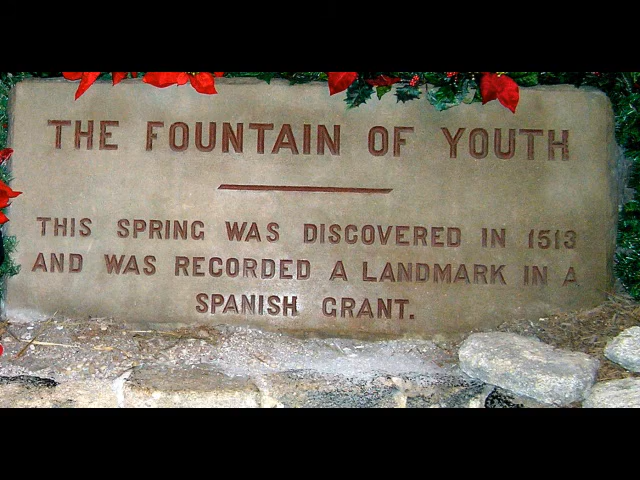 THE FOUNTAIN OF YOUTH
THIS SPRING WAS DISCOVERED IN 1513
AND WAS RECORDED A LANDMARK IN A
SPANISH GRANT.